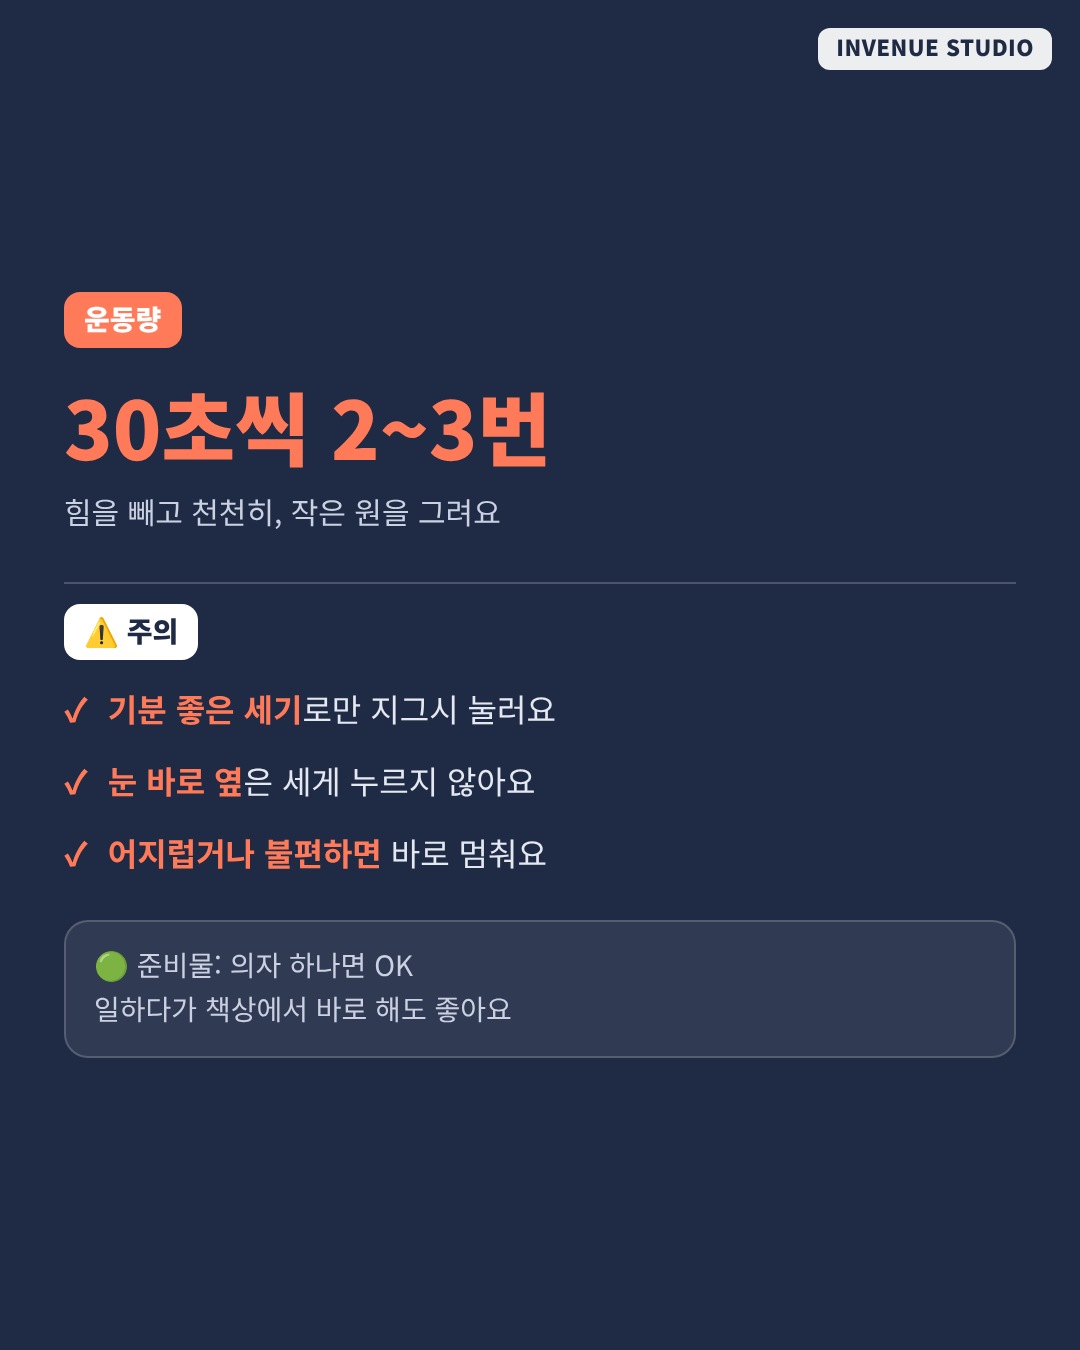 INVENUE STUDIO
운동량
30초씩 2~3번
힘을 빼고 천천히, 작은 원을 그려요
⚠️ 주의
✓ 기분 좋은 세기로만 지그시 눌러요
✓ 눈 바로 옆은 세게 누르지 않아요
✓ 어지럽거나 불편하면 바로 멈춰요
🟢 준비물: 의자 하나면 OK
일하다가 책상에서 바로 해도 좋아요